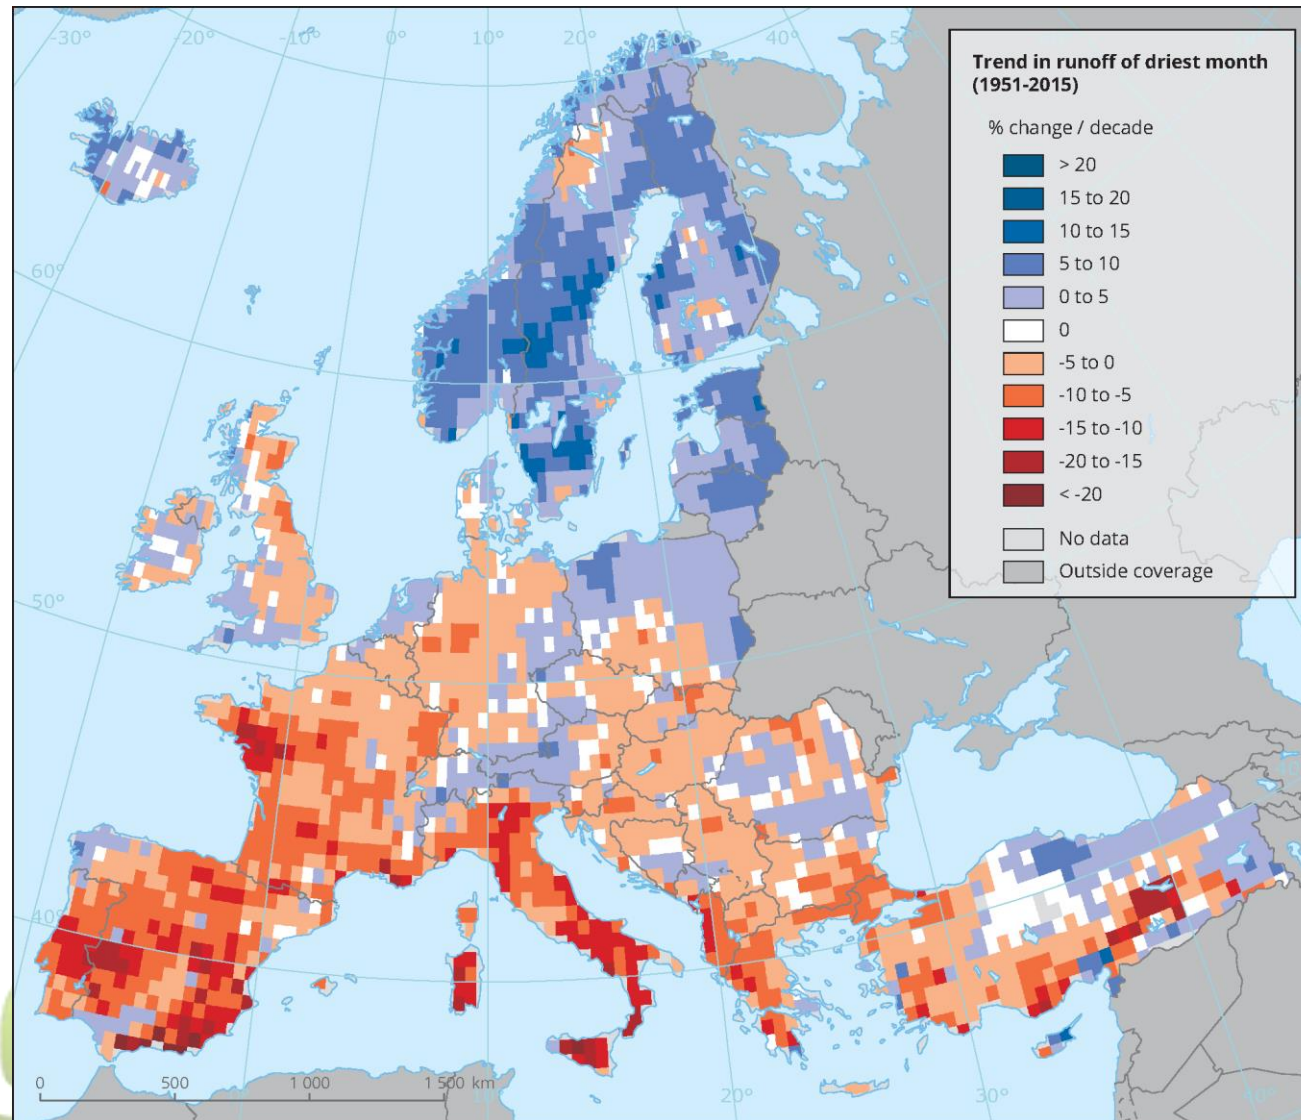 -30°
-20°
-10°
0°
10°
20°
30°
40°
60°
50°
40°
Trend in runoff of driest month
(1951-2015)
% change / decade
> 20
15 to 20
10 to 15
5 to 10
0 to 5
0
-5 to 0
-10 to -5
-15 to -10
-20 to -15
< -20
No data
Outside coverage
0 500 1 000 1 500 km
20°
30°
40°